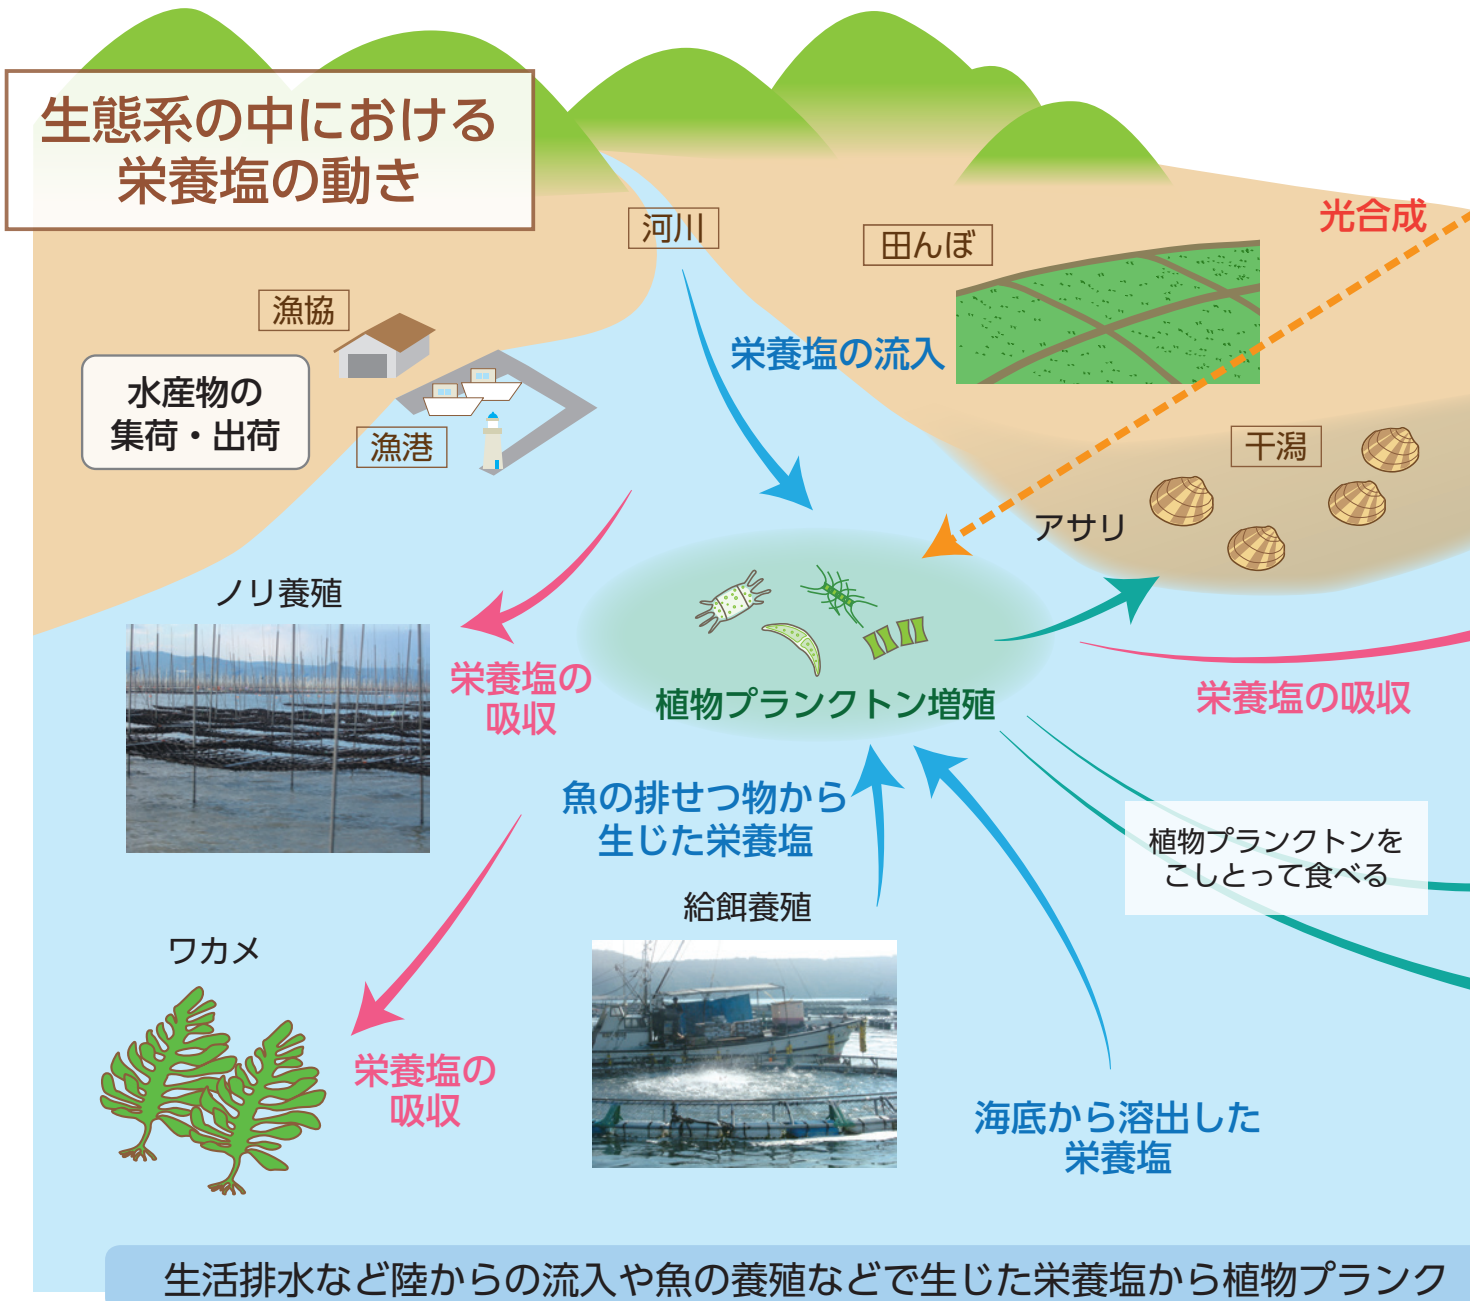 生態系の中における
栄養塩の動き
河川
田んぼ
光合成
漁協
栄養塩の流入
水産物の
集荷・出荷
漁港
干潟
アサリ
ノリ養殖
栄養塩の
吸収
植物プランクトン増殖
栄養塩の吸収
魚の排せつ物から
生じた栄養塩
植物プランクトンを
こしとって食べる
給餌養殖
ワカメ
栄養塩の
吸収
海底から溶出した
栄養塩
生活排水など陸からの流入や魚の養殖などで生じた栄養塩から植物プランク